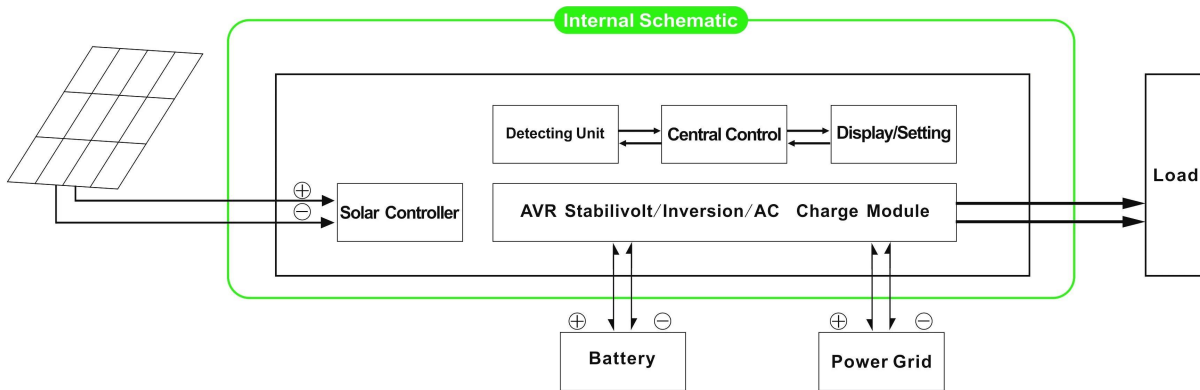 Internal Schematic
Detecting Unit
Central Control
Display/Setting
Load
⊕
⊖
Solar Controller
AVR Stabilivolt/Inversion/AC Charge Module
⊕ ⊖
Battery
⊕ ⊖
Power Grid